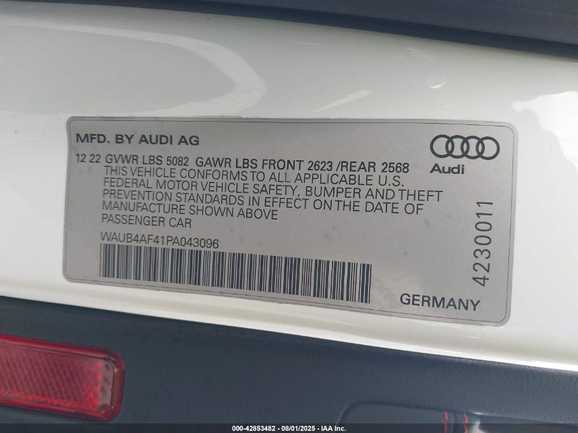 MFD. BY AUDI AG
12 22 GVWR LBS 5082 GAWR LBS FRONT 2623 /REAR 2568
THIS VEHICLE CONFORMS TO ALL APPLICABLE U.S.
FEDERAL MOTOR VEHICLE SAFETY, BUMPER AND THEFT
PREVENTION STANDARDS IN EFFECT ON THE DATE OF
MANUFACTURE SHOWN ABOVE
PASSENGER CAR
WAUB4AF41PA043096
Audi
4230011
GERMANY
000-42853482 - 08/01/2025 - IAA Inc.